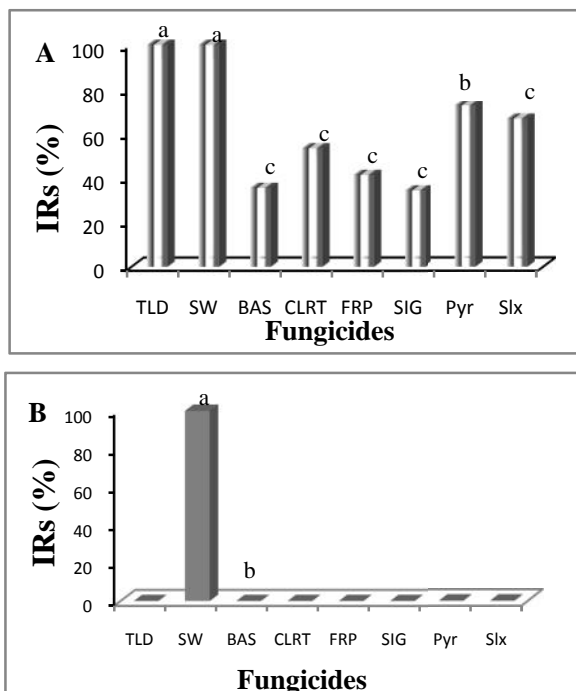 A
IRs (%)
100
80
60
40
20
0
a a c c c c b c
TLD SW BAS CLRT FRP SIG Pyr Slx
Fungicides
B
IRs (%)
100
80
60
40
20
0
a b
TLD SW BAS CLRT FRP SIG Pyr Slx
Fungicides